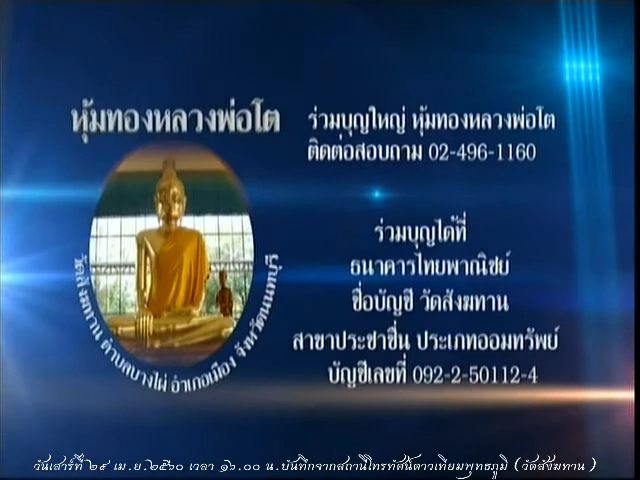 หุ้มทองหลวงพ่อโต
ร่วมบุญใหญ่ หุ้มทองหลวงพ่อโต
ติดต่อสอบถาม 02-496-1160
ร่วมบุญได้ที่
ธนาคารไทยพาณิชย์
ชื่อบัญชี วัดสังฆทาน
สาขาประชาชื่น ประเภทออมทรัพย์
บัญชีเลขที่ 092-2-50112-4
วัดสังฆทาน ตำบลบางไผ่ อำเภอเมือง จังหวัดนนทบุรี
วันเสาร์ที่ ๒๙ เม.ย.๒๕๖๐ เวลา ๑๖.๐๐ น.บันทึกจากสถานีโทรทัศน์ดาวเทียมพุทธภูมิ (วัดสังฆทาน )